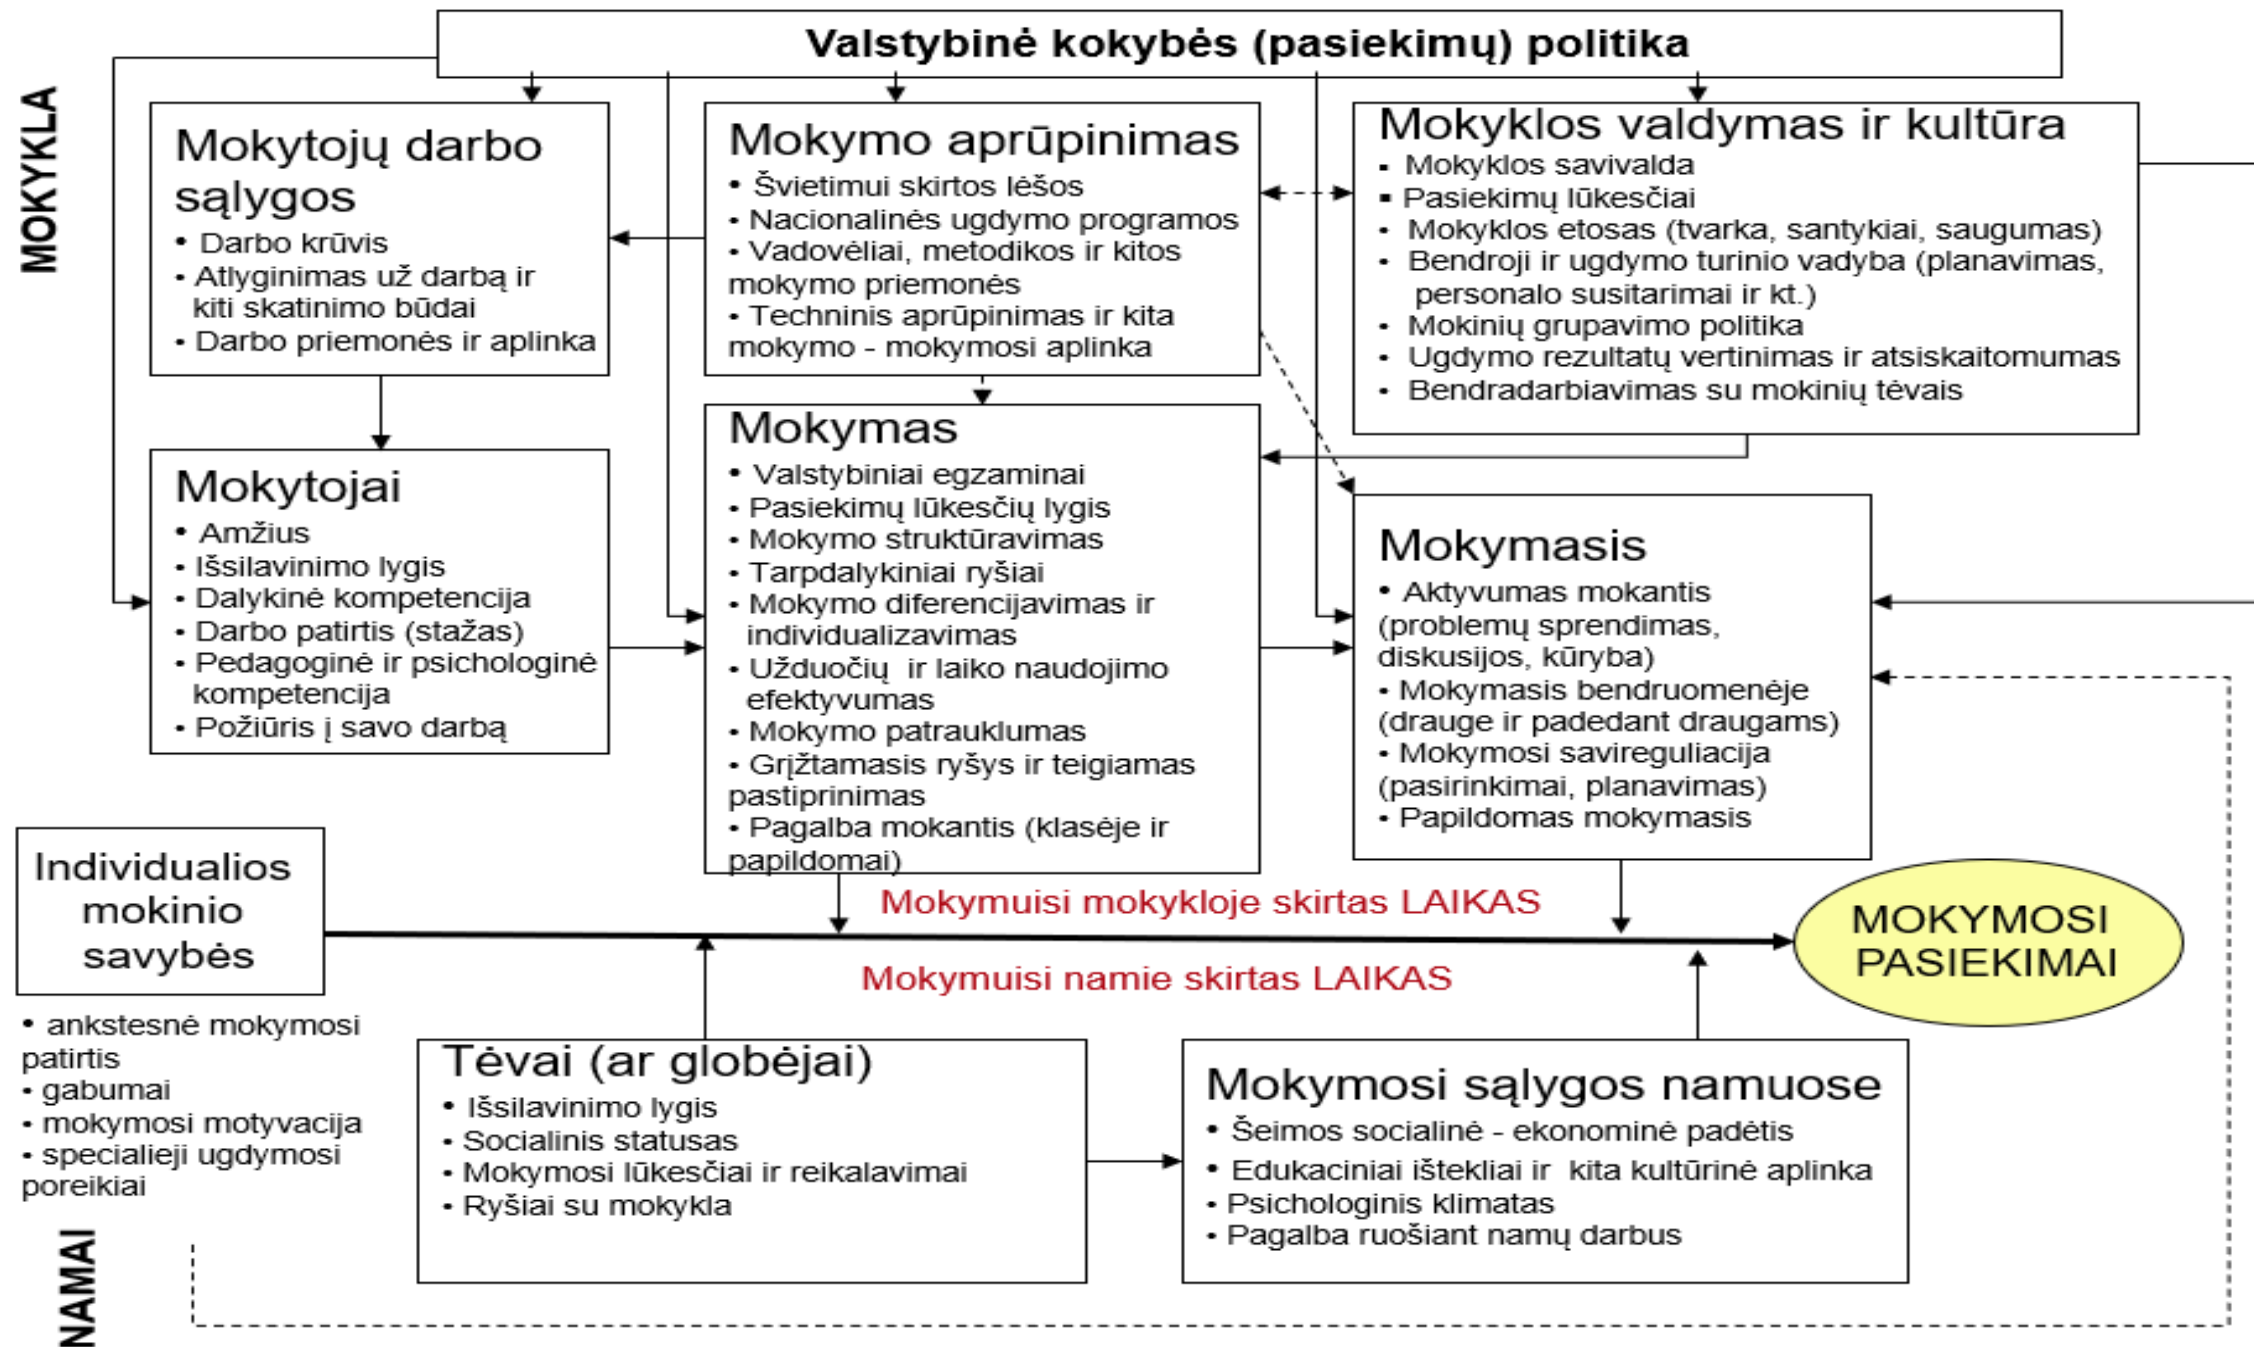 Valstybinė kokybės (pasiekimų) politika
MOKYKLA
Mokytojų darbo
sąlygos
• Darbo krūvis
• Atlyginimas už darbą ir
kiti skatinimo būdai
• Darbo priemonės ir aplinka
Mokymo aprūpinimas
• Švietimui skirtos lėšos
• Nacionalinės ugdymo programos
• Vadovėliai, metodikos ir kitos
mokymo priemonės
• Techninis aprūpinimas ir kita
mokymo - mokymosi aplinka
Mokyklos valdymas ir kultūra
▪ Mokyklos savivalda
▪ Pasiekimų lūkesčiai
• Mokyklos etosas (tvarka, santykiai, saugumas)
• Bendroji ir ugdymo turinio vadyba (planavimas,
personalo susitarimai ir kt.)
• Mokinių grupavimo politika
• Ugdymo rezultatų vertinimas ir atsiskaitomumas
• Bendradarbiavimas su mokinių tėvais
Mokytojai
• Amžius
• Išsilavinimo lygis
• Dalykinė kompetencija
• Darbo patirtis (stažas)
• Pedagoginė ir psichologinė
kompetencija
• Požiūris į savo darbą
Mokymas
• Valstybiniai egzaminai
• Pasiekimų lūkesčių lygis
• Mokymo struktūravimas
• Tarpdalykiniai ryšiai
• Mokymo diferencijavimas ir
individualizavimas
• Užduočių ir laiko naudojimo
efektyvumas
• Mokymo patrauklumas
• Grįžtamasis ryšys ir teigiamas
pastiprinimas
• Pagalba mokantis (klasėje ir
papildomai)
Mokymasis
• Aktyvumas mokantis
(problemų sprendimas,
diskusijos, kūryba)
• Mokymasis bendruomenėje
(drauge ir padedant draugams)
• Mokymosi savireguliacija
(pasirinkimai, planavimas)
• Papildomas mokymasis
Individualios
mokinio
savybės
• ankstesnė mokymosi
patirtis
• gabumai
• mokymosi motyvacija
• specialieji ugdymosi
poreikiai
Mokymuisi mokykloje skirtas LAIKAS
Mokymuisi namie skirtas LAIKAS
MOKYMOSI
PASIEKIMAI
Tėvai (ar globėjai)
• Išsilavinimo lygis
• Socialinis statusas
• Mokymosi lūkesčiai ir reikalavimai
• Ryšiai su mokykla
Mokymosi sąlygos namuose
• Šeimos socialinė - ekonominė padėtis
• Edukaciniai ištekliai ir kita kultūrinė aplinka
• Psichologinis klimatas
• Pagalba ruošiant namų darbus
NAMAI